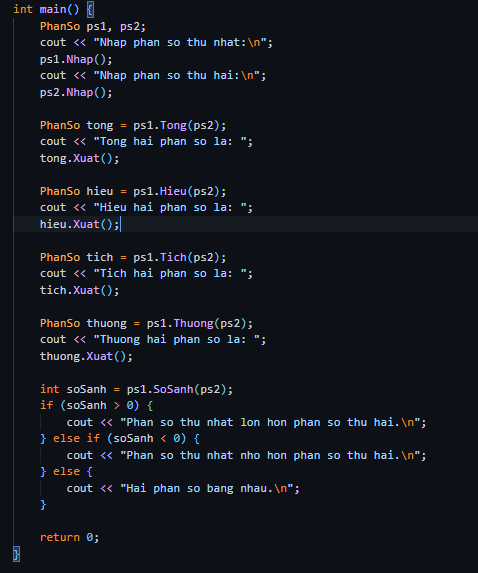 int main() {
    PhanSo ps1, ps2;
    cout << "Nhap phan so thu nhat:\n";
    ps1.Nhap();
    cout << "Nhap phan so thu hai:\n";
    ps2.Nhap();

    PhanSo tong = ps1.Tong(ps2);
    cout << "Tong hai phan so la: ";
    tong.Xuat();

    PhanSo hieu = ps1.Hieu(ps2);
    cout << "Hieu hai phan so la: ";
    hieu.Xuat();

    PhanSo tich = ps1.Tich(ps2);
    cout << "Tich hai phan so la: ";
    tich.Xuat();

    PhanSo thuong = ps1.Thuong(ps2);
    cout << "Thuong hai phan so la: ";
    thuong.Xuat();

    int soSanh = ps1.SoSanh(ps2);
    if (soSanh > 0) {
        cout << "Phan so thu nhat lon hon phan so thu hai.\n";
    } else if (soSanh < 0) {
        cout << "Phan so thu nhat nho hon phan so thu hai.\n";
    } else {
        cout << "Hai phan so bang nhau.\n";
    }

    return 0;
}